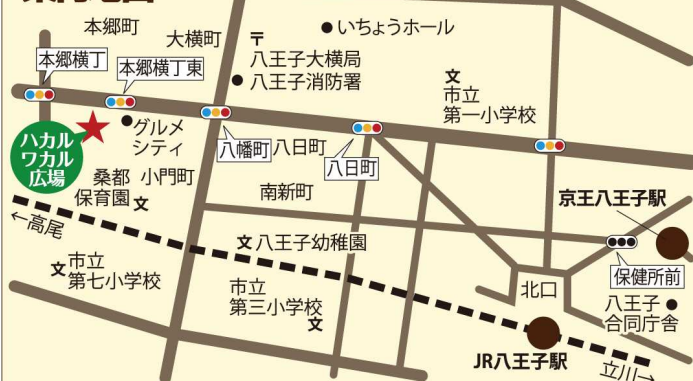 本郷町
大横町
〒
八王子大横局
八王子消防署
いちょうホール
本郷横丁
本郷横丁東
文
市立
第一小学校
ハカル
ワカル
広場
グルメ
シティ
八幡町
八日町
八日町
桑都
保育園
文
小門町
南新町
京王八王子駅
←高尾
文八王子幼稚園
保健所前
文市立
第七小学校
市立
第三小学校
文
北口
八王子
合同庁舎
JR八王子駅
立川→